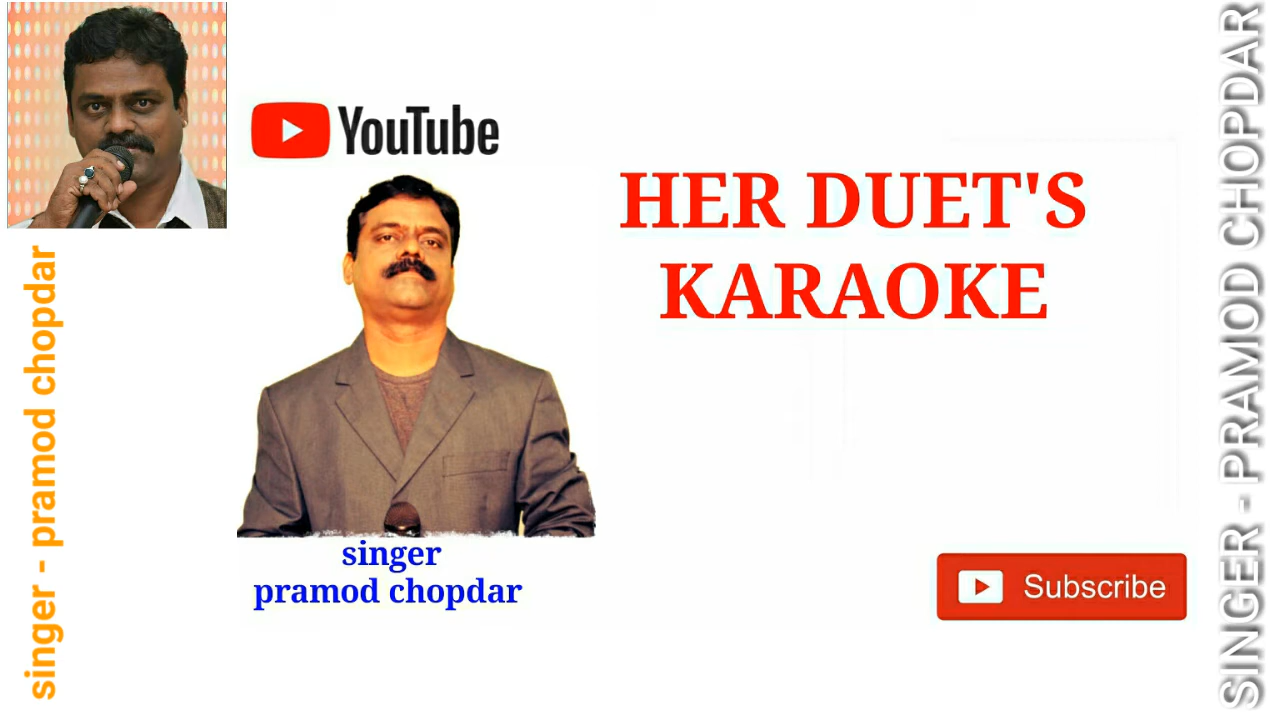 YouTube
HER DUET'S
KARAOKE
singer
pramod chopdar
Subscribe
singer - pramod chopdar
SINGER - PRAMOD CHOPDAR